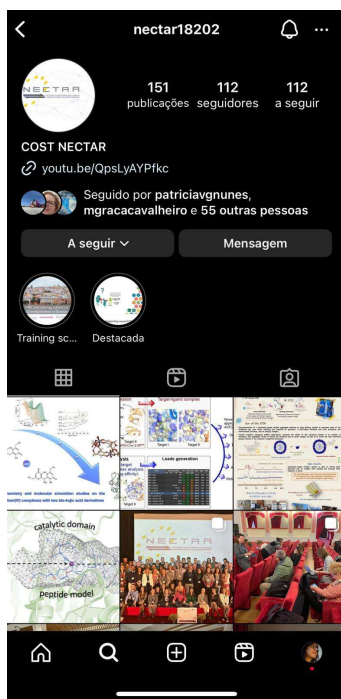 nectar18202
NECTAR
151 112 112
publicações seguidores a seguir
COST NECTAR
youtu.be/QpsLyAYPfkc
Seguido por patriciavgnunes,
mgracacavalheiro e 55 outras pessoas
A seguir
Mensagem
Training sc...
Destacada
Target-ligand complex
Leads generation
catalytic domain
peptide model
NECTAR